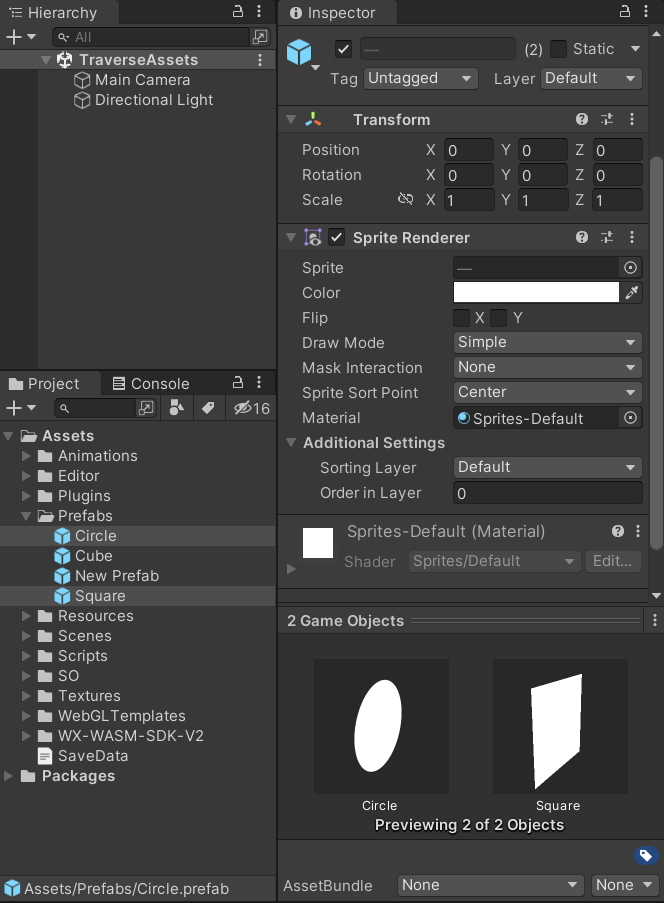 Hierarchy
All
TraverseAssets
Main Camera
Directional Light
Project
Console
16
Assets
Animations
Editor
Plugins
Prefabs
Circle
Cube
New Prefab
Square
Resources
Scenes
Scripts
SO
Textures
WebGLTemplates
WX-WASM-SDK-V2
SaveData
Packages
Assets/Prefabs/Circle.prefab
Inspector
— (2) Static
Tag Untagged Layer Default
Transform
Position X 0 Y 0 Z 0
Rotation X 0 Y 0 Z 0
Scale X 1 Y 1 Z 1
Sprite Renderer
Sprite —
Color
Flip X Y
Draw Mode Simple
Mask Interaction None
Sprite Sort Point Center
Material Sprites-Default
Additional Settings
Sorting Layer Default
Order in Layer 0
Sprites-Default (Material)
Shader Sprites/Default Edit...
2 Game Objects
Circle Square
Previewing 2 of 2 Objects
AssetBundle None None